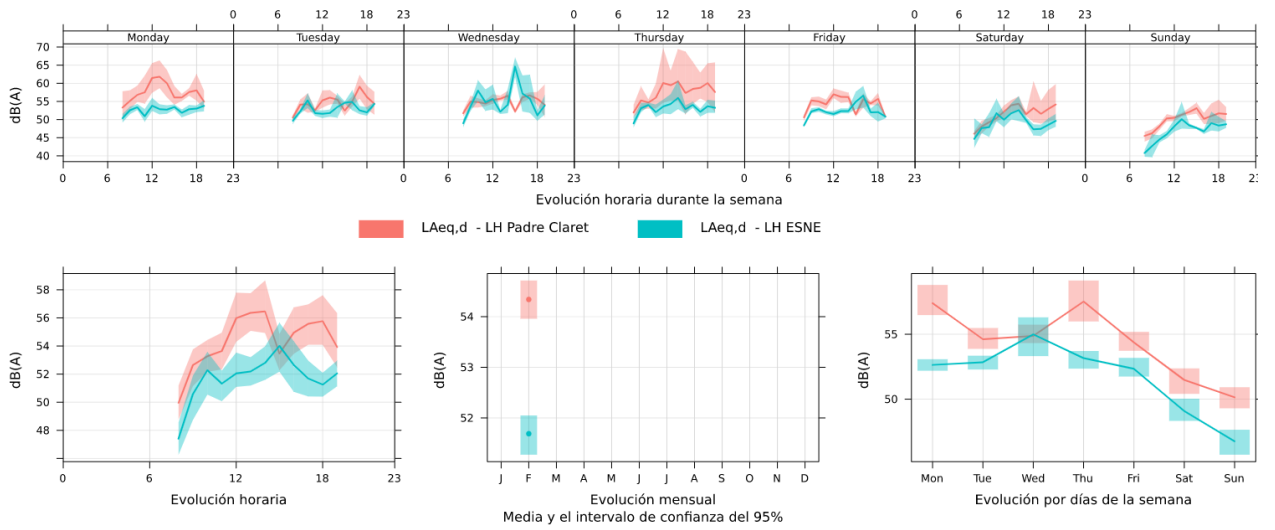 0 6 12 18 23 0 6 12 18 23 0 6 12 18 23
Monday Tuesday Wednesday Thursday Friday Saturday Sunday
70
65
60
55
50
45
40
dB(A)
0 6 12 18 23 0 6 12 18 23 0 6 12 18 23 0 6 12 18 23
Evolución horaria durante la semana
LAeq,d - LH Padre Claret LAeq,d - LH ESNE
58
56
54
52
50
48
dB(A)
0 6 12 18 23
Evolución horaria
54
53
52
dB(A)
J F M A M J J A S O N D
Evolución mensual
Media y el intervalo de confianza del 95%
55
50
dB(A)
Mon Tue Wed Thu Fri Sat Sun
Evolución por días de la semana